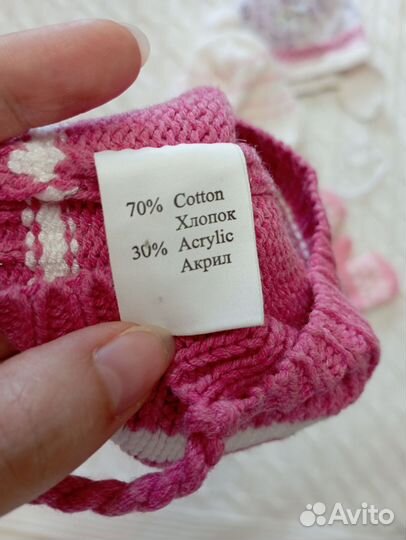 70% Cotton
Хлопок
30% Acrylic
Акрил
Avito